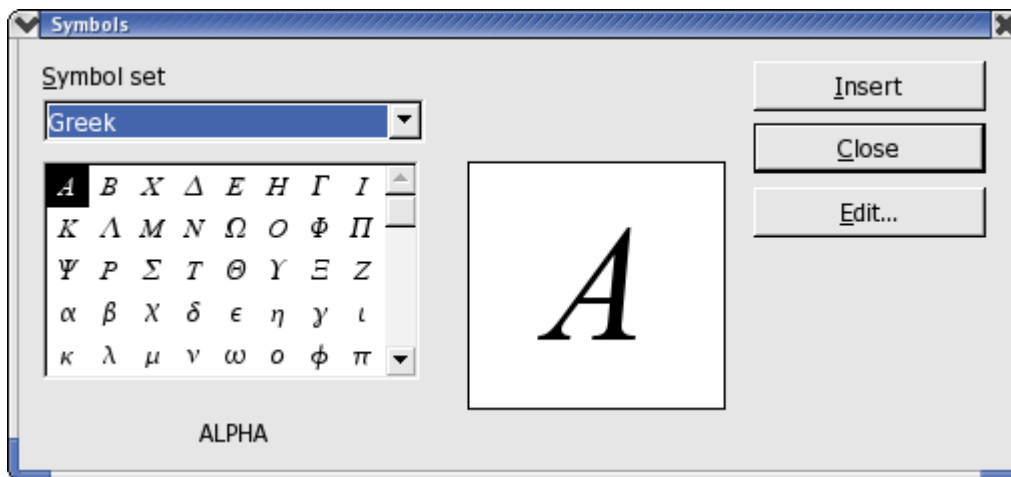 Symbols
Symbol set
Greek
Α Β Χ Δ Ε Η Γ Ι
Κ Λ Μ Ν Ω Ο Φ Π
Ψ Ρ Σ Τ Θ Υ Ξ Ζ
α β χ δ ϵ η γ ι
κ λ μ ν ω ο ϕ π
ALPHA
Α
Insert
Close
Edit...